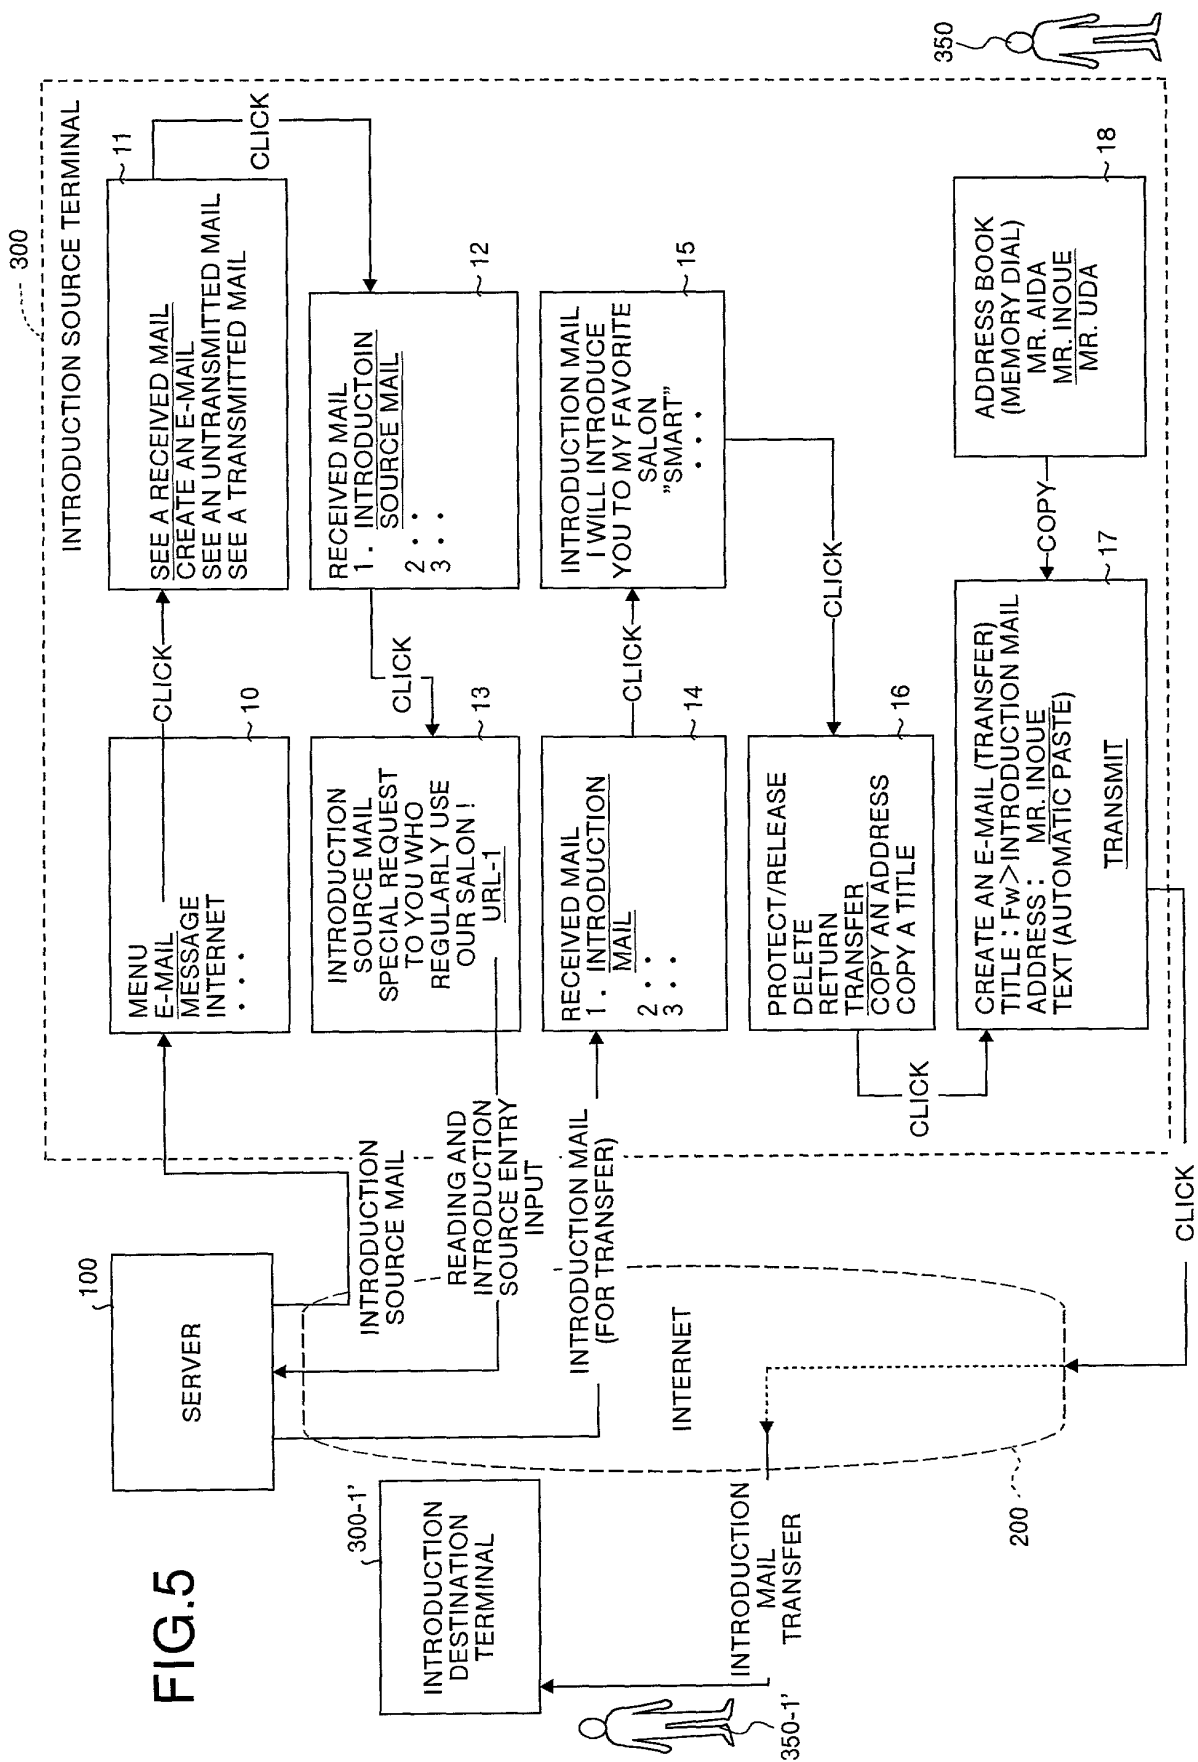 FIG.5
300
INTRODUCTION SOURCE TERMINAL
350
100
SERVER
INTRODUCTION
SOURCE MAIL
10
MENU
E-MAIL
MESSAGE
INTERNET
• • •
CLICK
11
SEE A RECEIVED MAIL
CREATE AN E-MAIL
SEE AN UNTRANSMITTED MAIL
SEE A TRANSMITTED MAIL
CLICK
12
RECEIVED MAIL
1. INTRODUCTOIN
SOURCE MAIL
2 • •
3 • •
CLICK
13
INTRODUCTION
SOURCE MAIL
SPECIAL REQUEST
TO YOU WHO
REGULARLY USE
OUR SALON !
URL-1
READING AND
INTRODUCTION
SOURCE ENTRY
INPUT
INTRODUCTION MAIL
(FOR TRANSFER)
14
RECEIVED MAIL
1. INTRODUCTION
MAIL
2 • •
3 • •
CLICK
15
INTRODUCTION MAIL
I WILL INTRODUCE
YOU TO MY FAVORITE
SALON
"SMART"
• • •
CLICK
16
PROTECT/RELEASE
DELETE
RETURN
TRANSFER
COPY AN ADDRESS
COPY A TITLE
CLICK
17
CREATE AN E-MAIL (TRANSFER)
TITLE : Fw>INTRODUCTION MAIL
ADDRESS : MR. INOUE
TEXT (AUTOMATIC PASTE)
TRANSMIT
COPY
18
ADDRESS BOOK
(MEMORY DIAL)
MR. AIDA
MR. INOUE
MR. UDA
CLICK
INTERNET
200
INTRODUCTION
MAIL
TRANSFER
300-1'
INTRODUCTION
DESTINATION
TERMINAL
350-1'